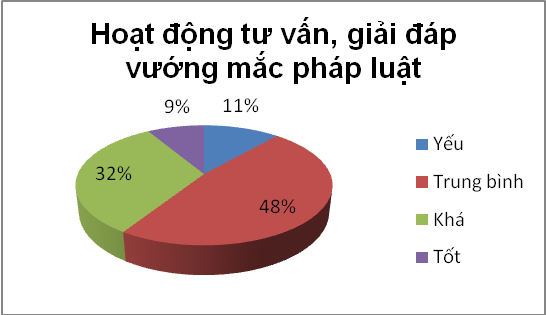 Hoạt động tư vấn, giải đáp
vướng mắc pháp luật
9%
11%
32%
48%
Yếu
Trung bình
Khá
Tốt